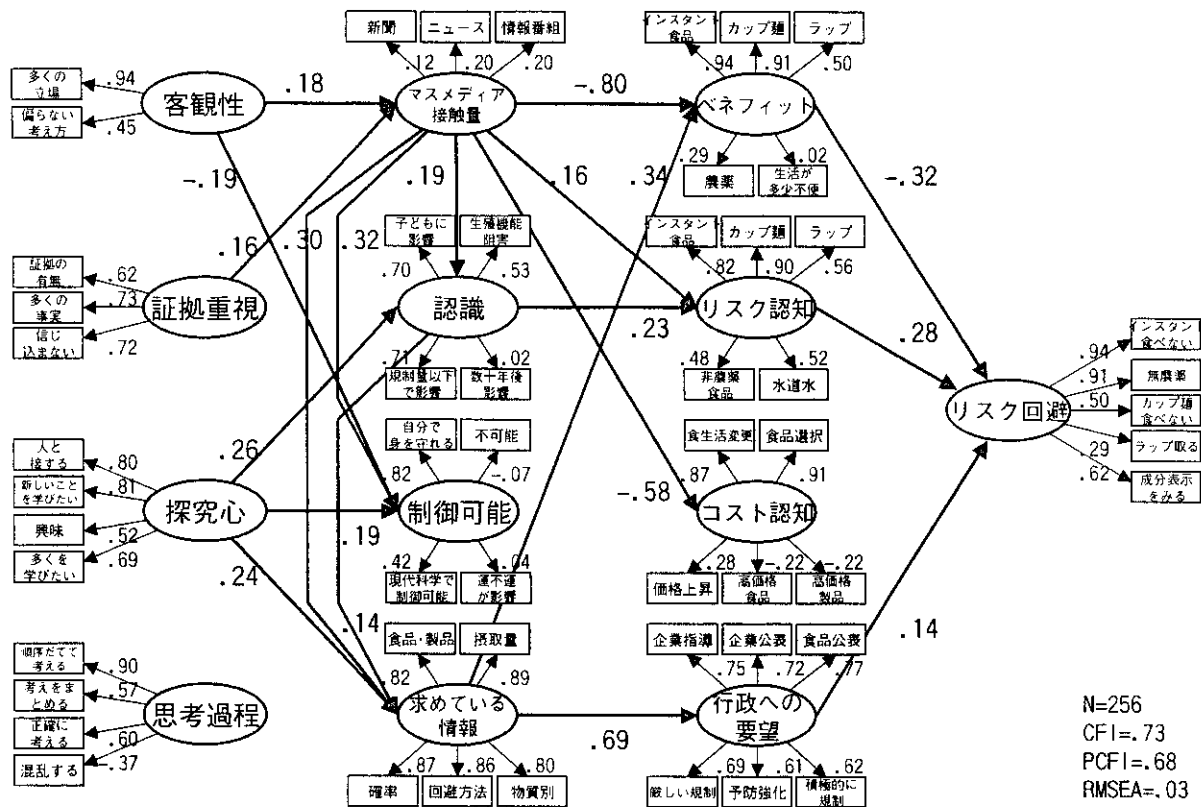 新聞
ニュース
情報番組
.12
.20
.20
インスタント
食品
カップ麺
ラップ
.94
.91
.50
多くの
立場
.94
偏らない
考え方
.45
客観性
.18
マスメディア
接触量
-.80
ベネフィット
.29
.02
農薬
生活が
多少不便
-.19
.19
.16
.34
-.32
.16
.30
.32
子どもに
影響
生殖機能
阻害
.70
.53
インスタント
食品
カップ麺
ラップ
.82
.90
.56
証拠の
有無
.62
多くの
事実
.73
信じ
込まない
.72
証拠重視
認識
.23
リスク認知
.28
.71
.02
規制量以下
で影響
数十年後
影響
.48
.52
非農薬
食品
水道水
リスク回避
インスタント
食べない
.94
無農薬
.91
カップ麺
食べない
.50
ラップ取る
.29
成分表示
をみる
.62
人と
接する
.80
新しいこと
を学びたい
.81
興味
.52
多くを
学びたい
.69
探究心
.26
.19
.24
自分で
身を守れる
不可能
.82
-.07
制御可能
.42
.04
現代科学で
制御可能
運不運
が影響
-.58
食生活変更
食品選択
.87
.91
コスト認知
.28
-.22
-.22
価格上昇
高価格
食品
高価格
製品
.14
.14
順序だてて
考える
.90
考えをま
とめる
.57
正確に
考える
.60
混乱する
-.37
思考過程
食品・製品
摂取量
.82
.89
求めている
情報
.87
.86
.80
確率
回避方法
物質別
.69
企業指導
企業公表
食品公表
.75
.72
.77
行政への
要望
.69
.61
.62
厳しい規制
予防強化
積極的に
規制
N=256
CFI=.73
PCFI=.68
RMSEA=.03